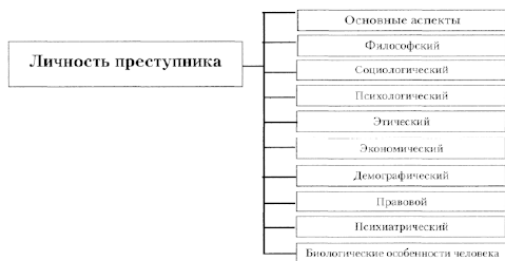 Личность преступника
Основные аспекты
Философский
Социологический
Психологический
Этический
Экономический
Демографический
Правовой
Психиатрический
Биологические особенности человека